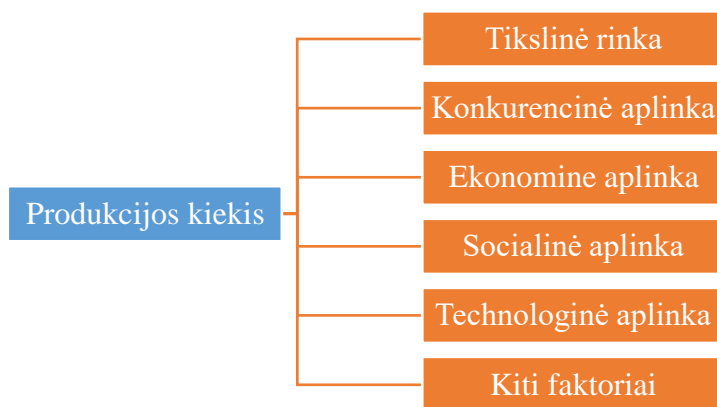 Tikslinė rinka
Konkurencinė aplinka
Ekonomine aplinka
Produkcijos kiekis
Socialinė aplinka
Technologinė aplinka
Kiti faktoriai